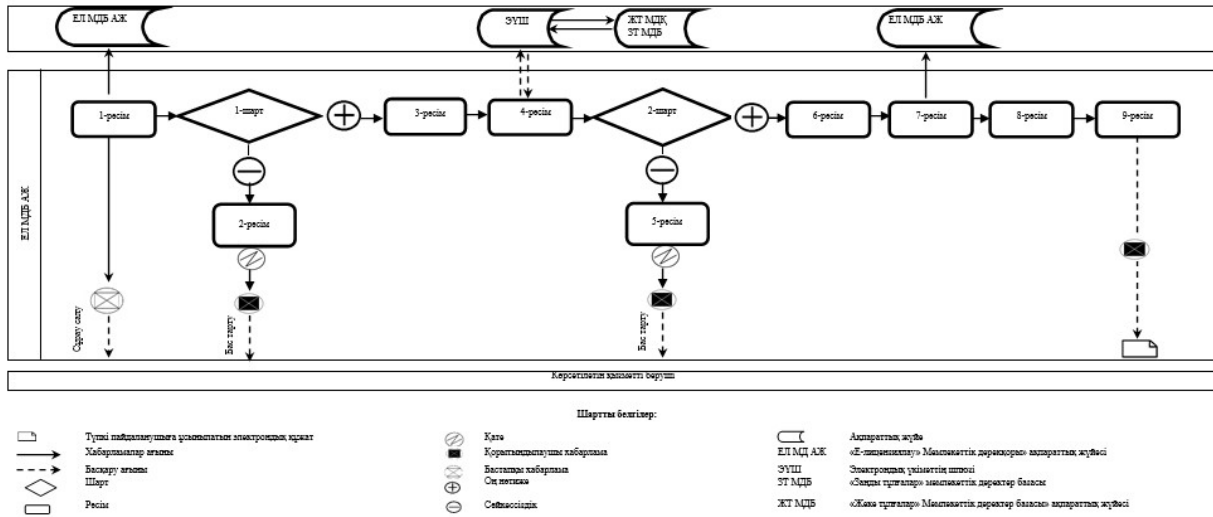 ЕЛ МДБ АЖ
ЭҮШ
ЖТ МДҚ
ЗТ МДБ
ЕЛ МДБ АЖ
ЕЛ МДБ АЖ
1-рәсім
1-шарт
3-рәсім
4-рәсім
2-шарт
6-рәсім
7-рәсім
8-рәсім
9-рәсім
2-рәсім
5-рәсім
Сұрау салу
Бас тарту
Бас тарту
Көрсетілетін қызметті беруші
Шартты белгілер:
Түпкі пайдаланушыға ұсынылатын электрондық құжат
Хабарламалар ағыны
Басқару ағыны
Шарт
Рәсім
Қате
Қорытындылаушы хабарлама
Бастапқы хабарлама
Оң нәтиже
Сәйкессіздік
Ақпараттық жүйе
ЕЛ МД АЖ «Е-лицензиялау» Мемлекеттік дерекқоры» ақпараттық жүйесі
ЭҮШ Электрондық үкіметтің шлюзі
ЗТ МДБ «Заңды тұлғалар» мемлекеттік деректер базасы
ЖТ МДБ «Жеке тұлғалар» Мемлекеттік деректер базасы» ақпараттық жүйесі